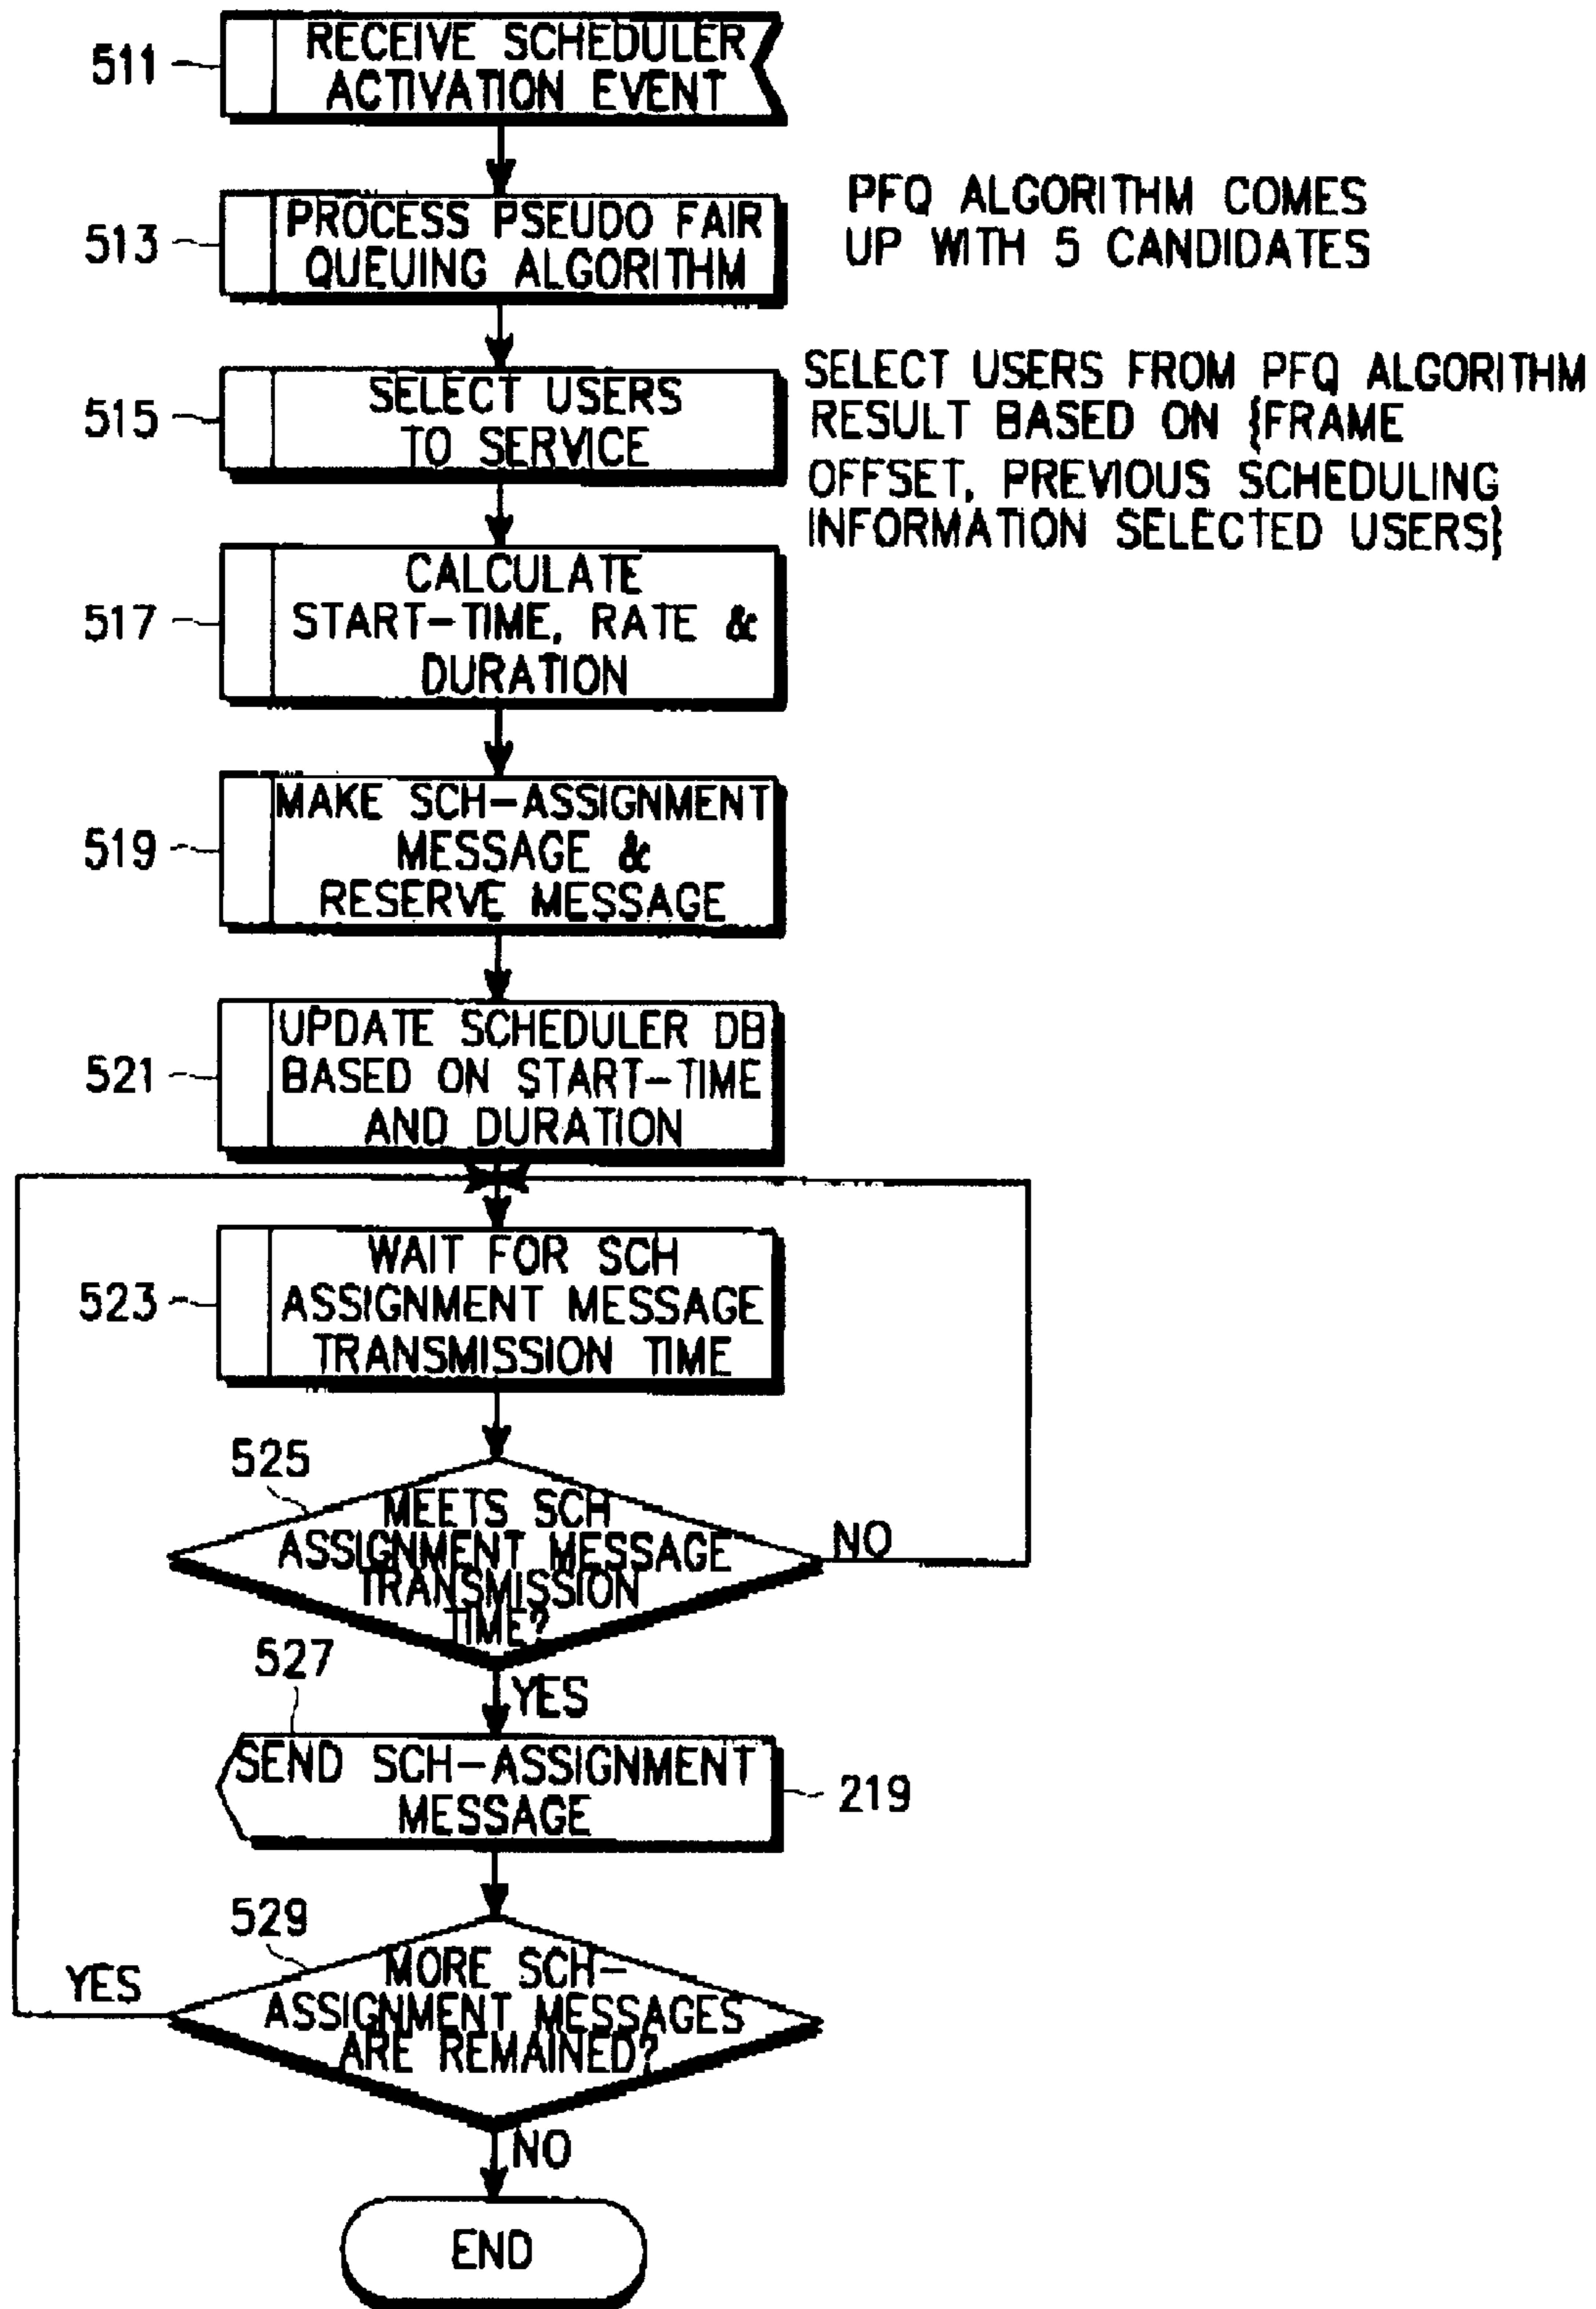 511
RECEIVE SCHEDULER
ACTIVATION EVENT
513
PROCESS PSEUDO FAIR
QUEUING ALGORITHM
PFQ ALGORITHM COMES
UP WITH 5 CANDIDATES
515
SELECT USERS
TO SERVICE
SELECT USERS FROM PFQ ALGORITHM
RESULT BASED ON {FRAME
OFFSET, PREVIOUS SCHEDULING
INFORMATION SELECTED USERS}
517
CALCULATE
START-TIME, RATE &
DURATION
519
MAKE SCH-ASSIGNMENT
MESSAGE &
RESERVE MESSAGE
521
UPDATE SCHEDULER DB
BASED ON START-TIME
AND DURATION
523
WAIT FOR SCH
ASSIGNMENT MESSAGE
TRANSMISSION TIME
525
MEETS SCH
ASSIGNMENT MESSAGE
TRANSMISSION
TIME?
NO
YES
527
SEND SCH-ASSIGNMENT
MESSAGE
219
529
MORE SCH-
ASSIGNMENT MESSAGES
ARE REMAINED?
YES
NO
END